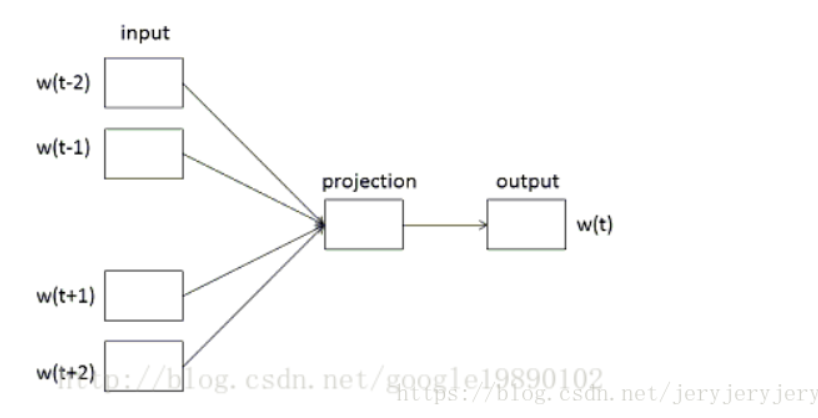 input
w(t-2)
w(t-1)
projection
output
w(t)
w(t+1)
w(t+2)
http://blog.csdn.net/google19890102
https://blog.csdn.net/jeryjeryjery